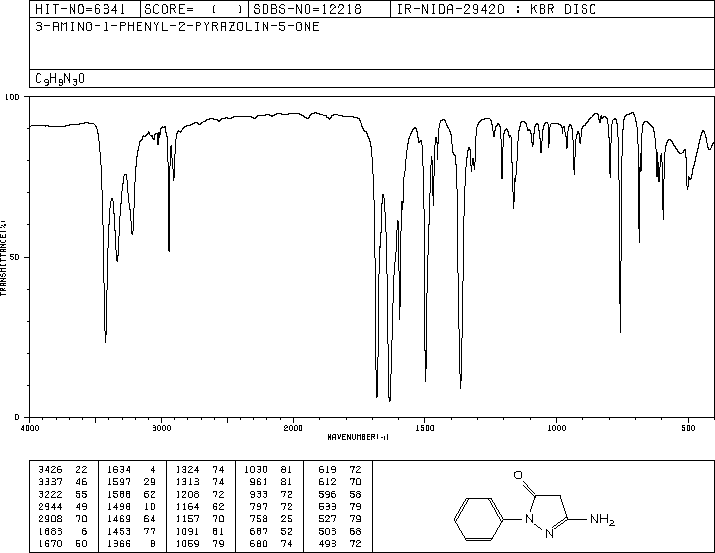 HIT-NO=6341 SCORE= ( ) SDBS-NO=12218 IR-NIDA-29420 : KBR DISC
3-AMINO-1-PHENYL-2-PYRAZOLIN-5-ONE
C9H9N3O
100
50
0
TRANSMITTANCE(%)
4000 3000 2000 1500 1000 500
WAVENUMBER(-1)
3426 22 1634 4 1324 74 1030 81 619 72
3337 46 1597 29 1313 74 961 81 612 70
3222 55 1588 62 1208 72 933 72 596 58
2944 49 1498 10 1164 62 797 72 539 79
2908 70 1469 64 1157 70 758 25 527 79
1683 6 1453 77 1091 81 687 52 503 68
1670 50 1366 8 1059 79 680 74 493 72
O
N
N
NH2